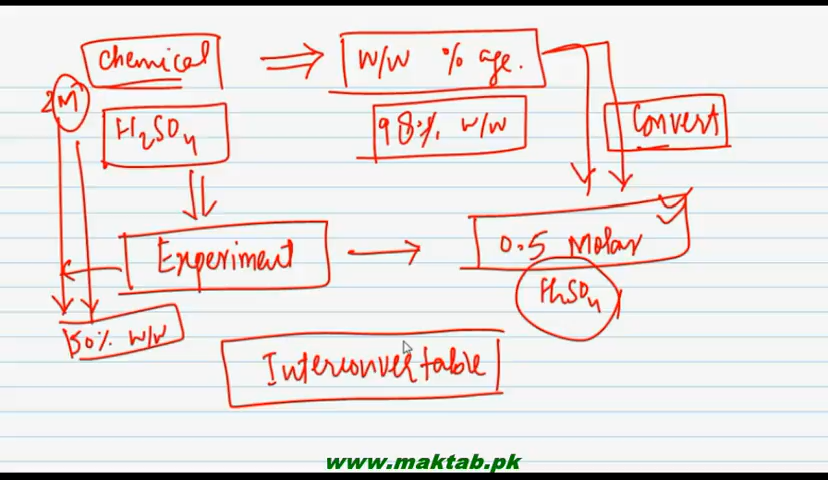 Chemical
W/W % age.
2M
H2SO4
98% W/W
Convert
Experiment
0.5 Molar
H2SO4
50% W/W
Interconvertable
www.maktab.pk